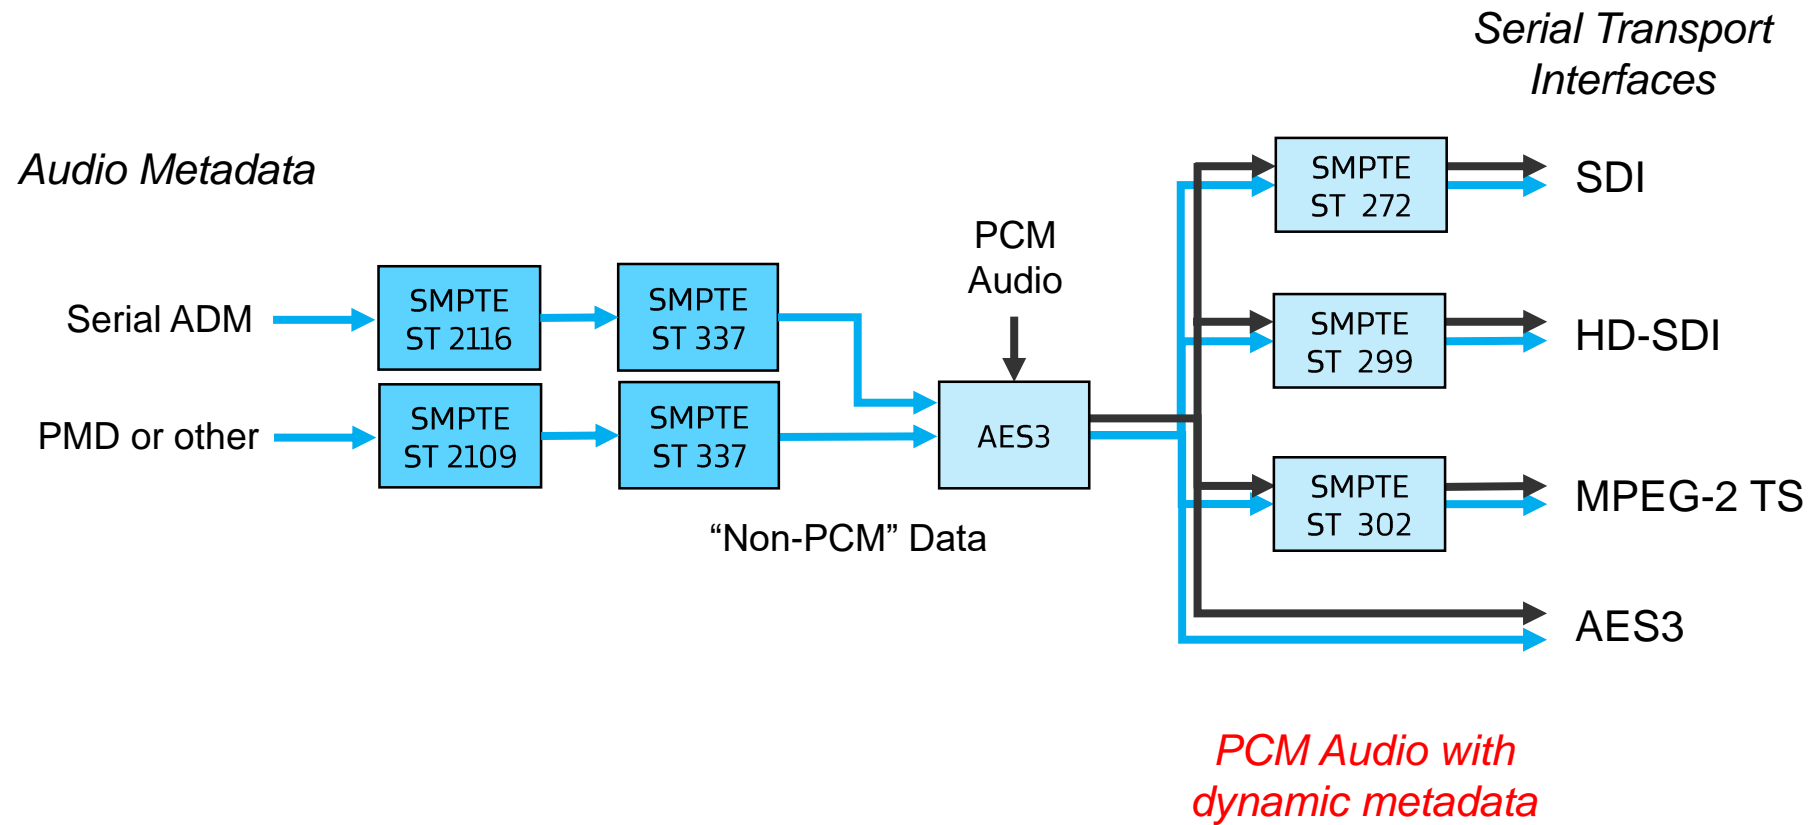 Serial Transport
Interfaces
Audio Metadata
SMPTE
ST 272
SDI
PCM
Audio
Serial ADM
SMPTE
ST 2116
SMPTE
ST 337
SMPTE
ST 299
HD-SDI
PMD or other
SMPTE
ST 2109
SMPTE
ST 337
AES3
SMPTE
ST 302
MPEG-2 TS
“Non-PCM” Data
AES3
PCM Audio with
dynamic metadata